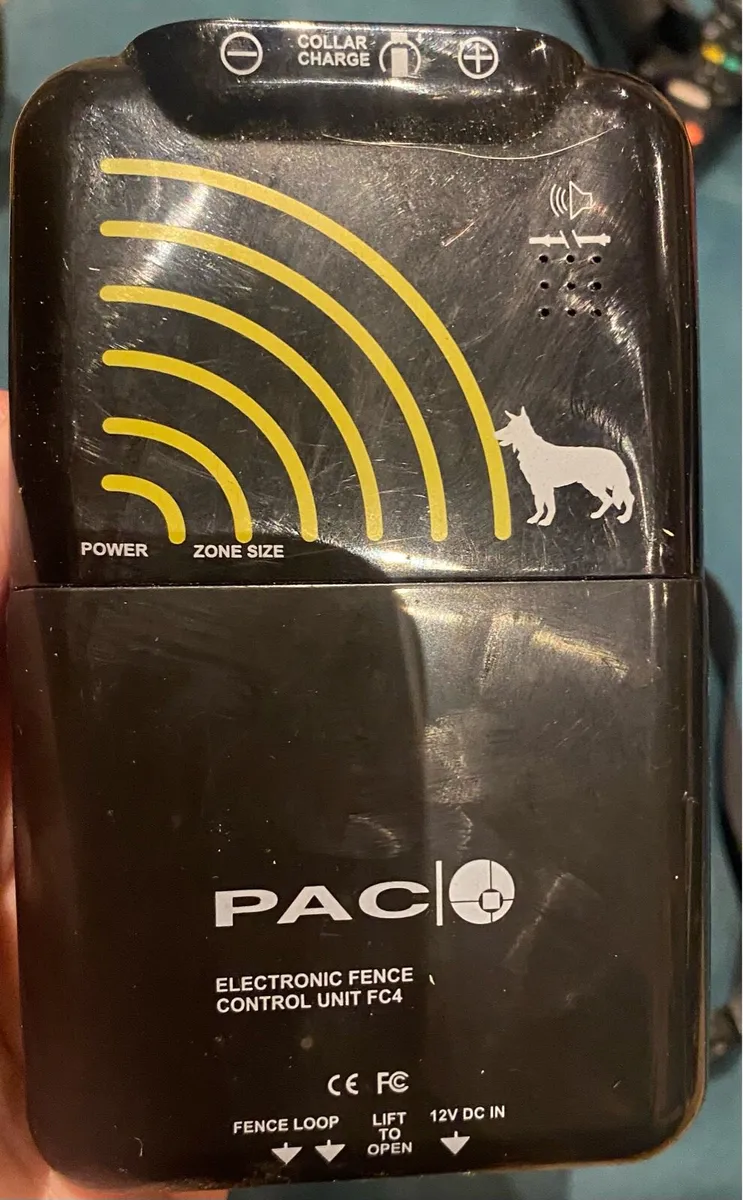 COLLAR
CHARGE
POWER
ZONE SIZE
PAC
ELECTRONIC FENCE
CONTROL UNIT FC4
CE FC
FENCE LOOP
LIFT
TO
OPEN
12V DC IN